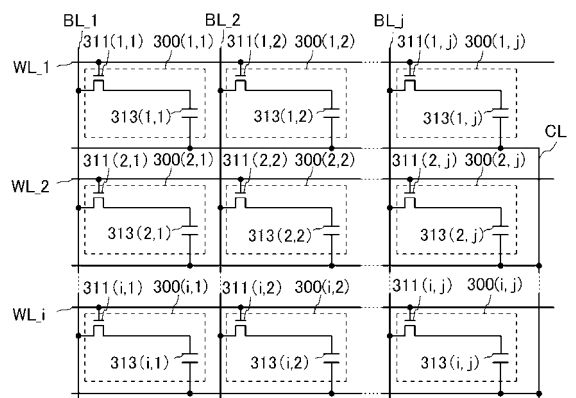 BL_1 BL_2 BL_j
311(1,1) 300(1,1) 311(1,2) 300(1,2) 311(1,j) 300(1,j)
WL_1
313(1,1) 313(1,2) 313(1,j)
CL
311(2,1) 300(2,1) 311(2,2) 300(2,2) 311(2,j) 300(2,j)
WL_2
313(2,1) 313(2,2) 313(2,j)
311(i,1) 300(i,1) 311(i,2) 300(i,2) 311(i,j) 300(i,j)
WL_i
313(i,1) 313(i,2) 313(i,j)